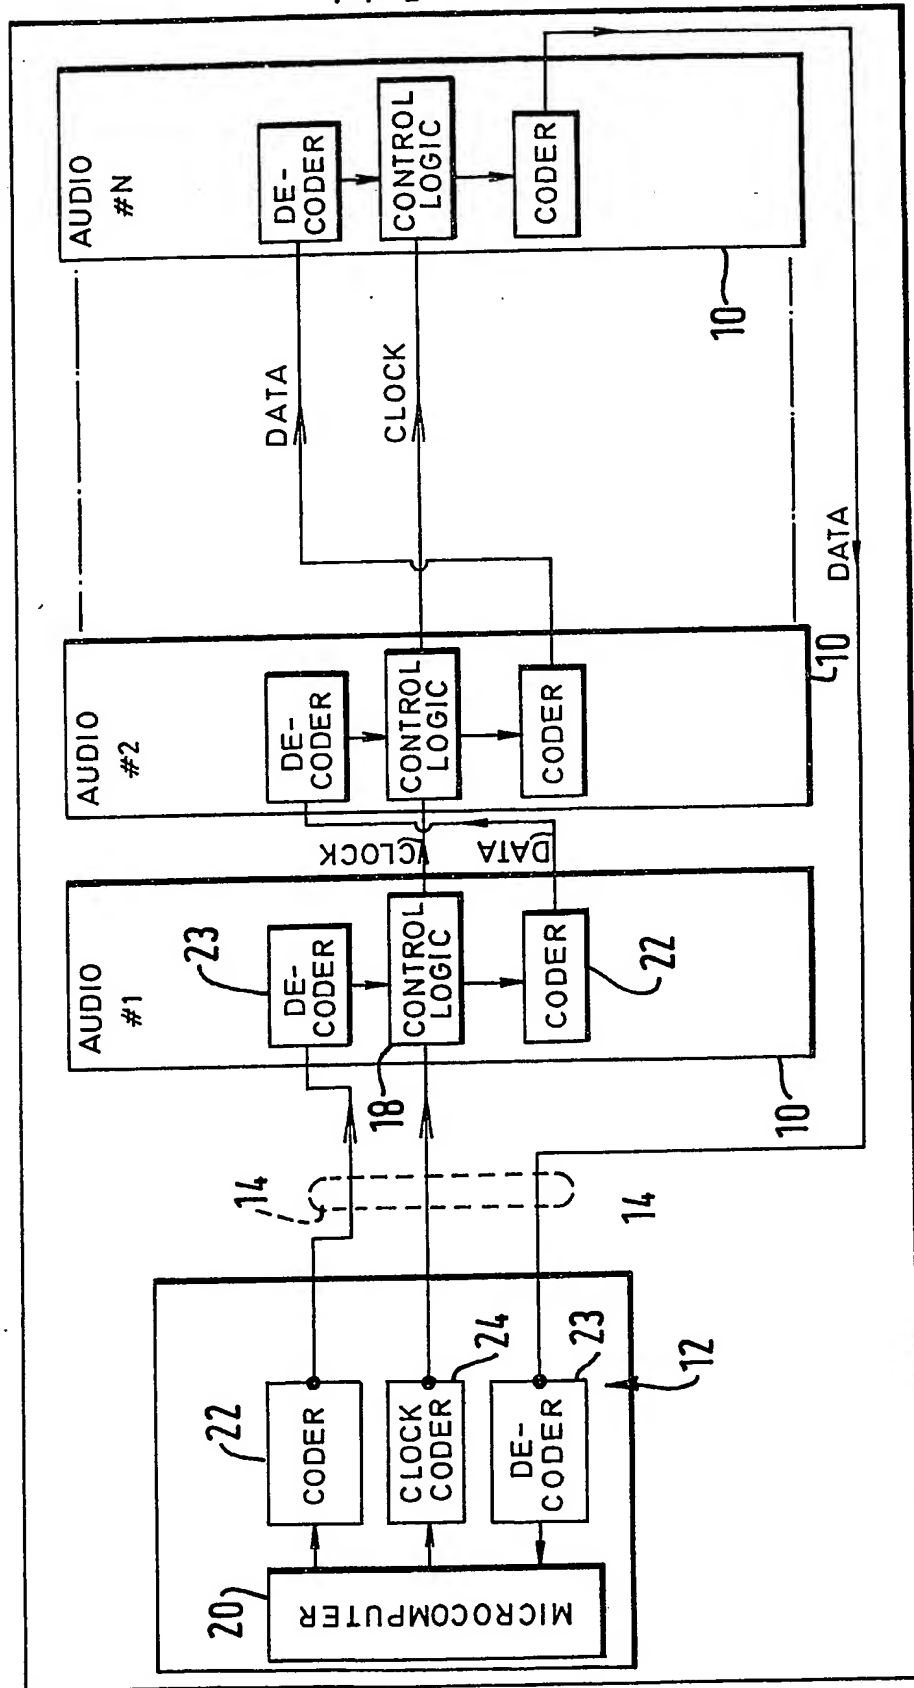 20
MICROCOMPUTER
22
CODER
CLOCK
CODER
24
DE-
CODER
23
12
14
14
AUDIO
#1
23
DE-
CODER
18
CONTROL
LOGIC
CODER
22
10
CLOCK
DATA
AUDIO
#2
DE-
CODER
CONTROL
LOGIC
CODER
10
DATA
CLOCK
DATA
AUDIO
#N
DE-
CODER
CONTROL
LOGIC
CODER
10